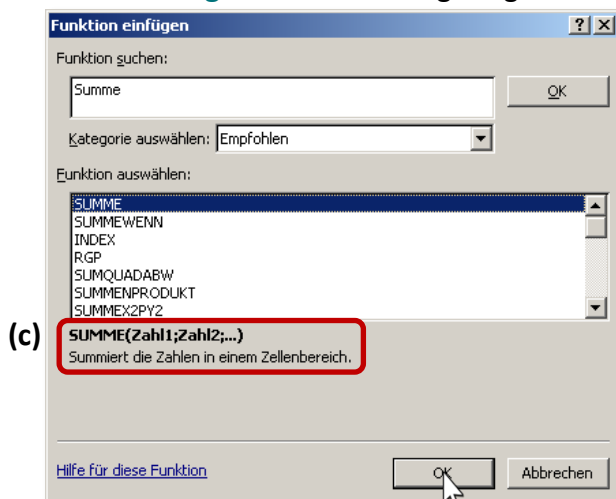 Funktion einfügen
Funktion suchen:
Summe
OK
Kategorie auswählen: Empfohlen
Funktion auswählen:
SUMME
SUMMEWENN
INDEX
RGP
SUMQUADABW
SUMMENPRODUKT
SUMMEX2PY2
(c) SUMME(Zahl1;Zahl2;...)
Summiert die Zahlen in einem Zellenbereich.
Hilfe für diese Funktion
OK Abbrechen